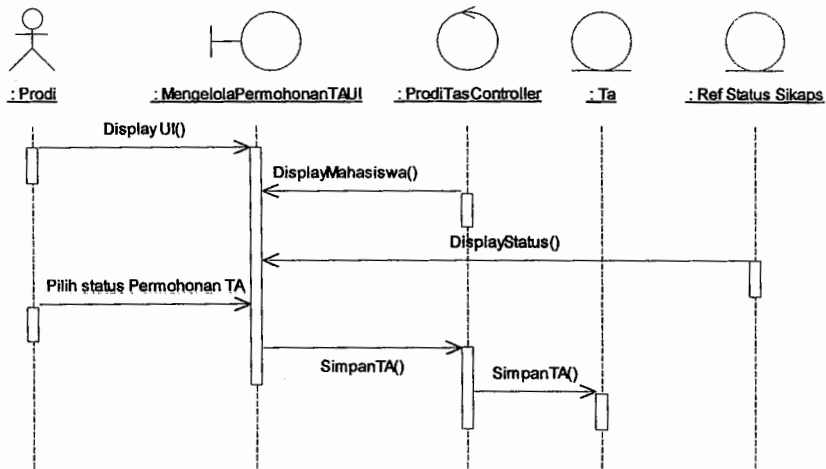 : Prodi
: MengelolaPermohonanTAUI
: ProdiTasController
: Ta
: Ref Status Sikaps
Display UI()
DisplayMahasiswa()
DisplayStatus()
Pilih status Permohonan TA
SimpanTA()
SimpanTA()